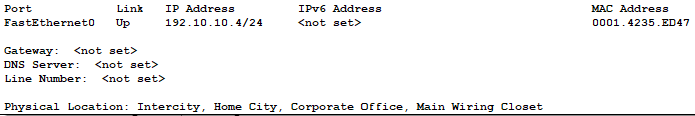 Port Link IP Address IPv6 Address MAC Address
FastEthernet0 Up 192.10.10.4/24 <not set> 0001.4235.ED47
Gateway: <not set>
DNS Server: <not set>
Line Number: <not set>
Physical Location: Intercity, Home City, Corporate Office, Main Wiring Closet